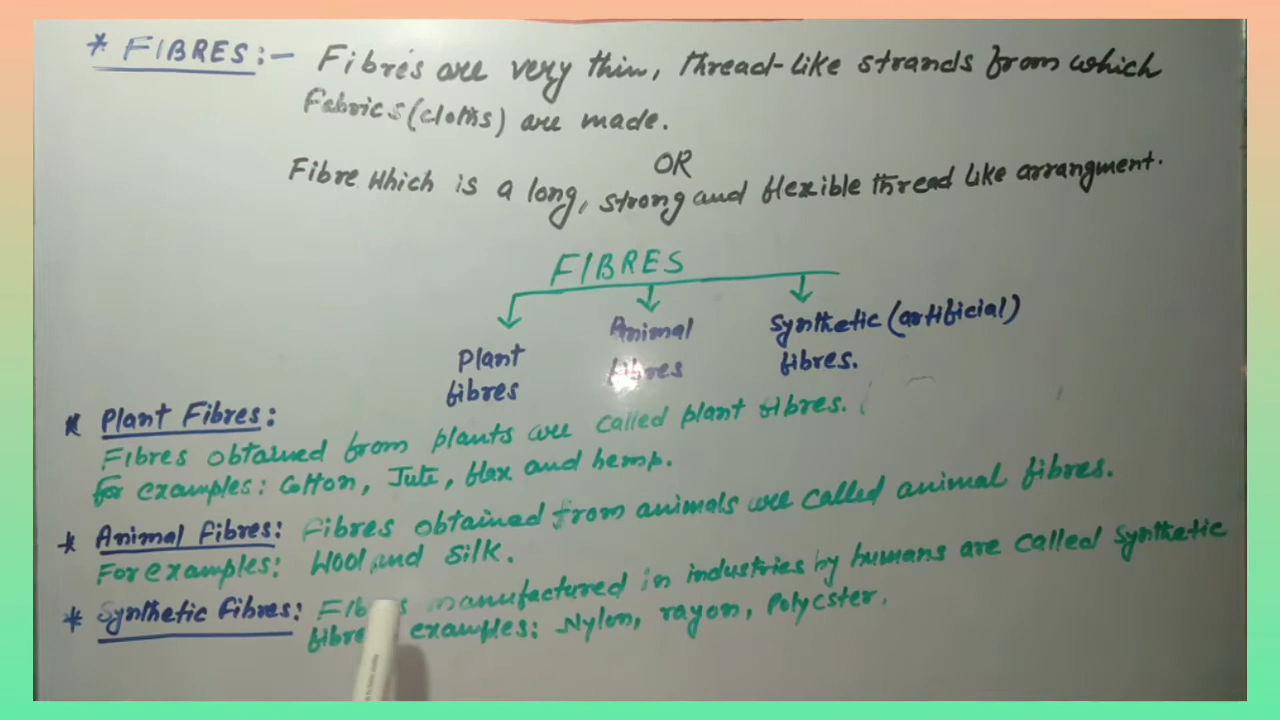 * FIBRES:- Fibres are very thin, thread-like strands from which
Fabrics (cloths) are made.
OR
Fibre which is a long, strong and flexible thread like arrangment.
FIBRES
Plant fibres
Animal fibres
Synthetic (artificial) fibres.
* Plant Fibres:
Fibres obtained from plants are called plant fibres.
for examples: Cotton, Jute, flax and hemp.
* Animal fibres: Fibres obtained from animals are called animal fibres.
For examples: Wool and Silk.
* Synthetic fibres: Fibres manufactured in industries by humans are called Synthetic
fibre examples: Nylon, rayon, Polyester.